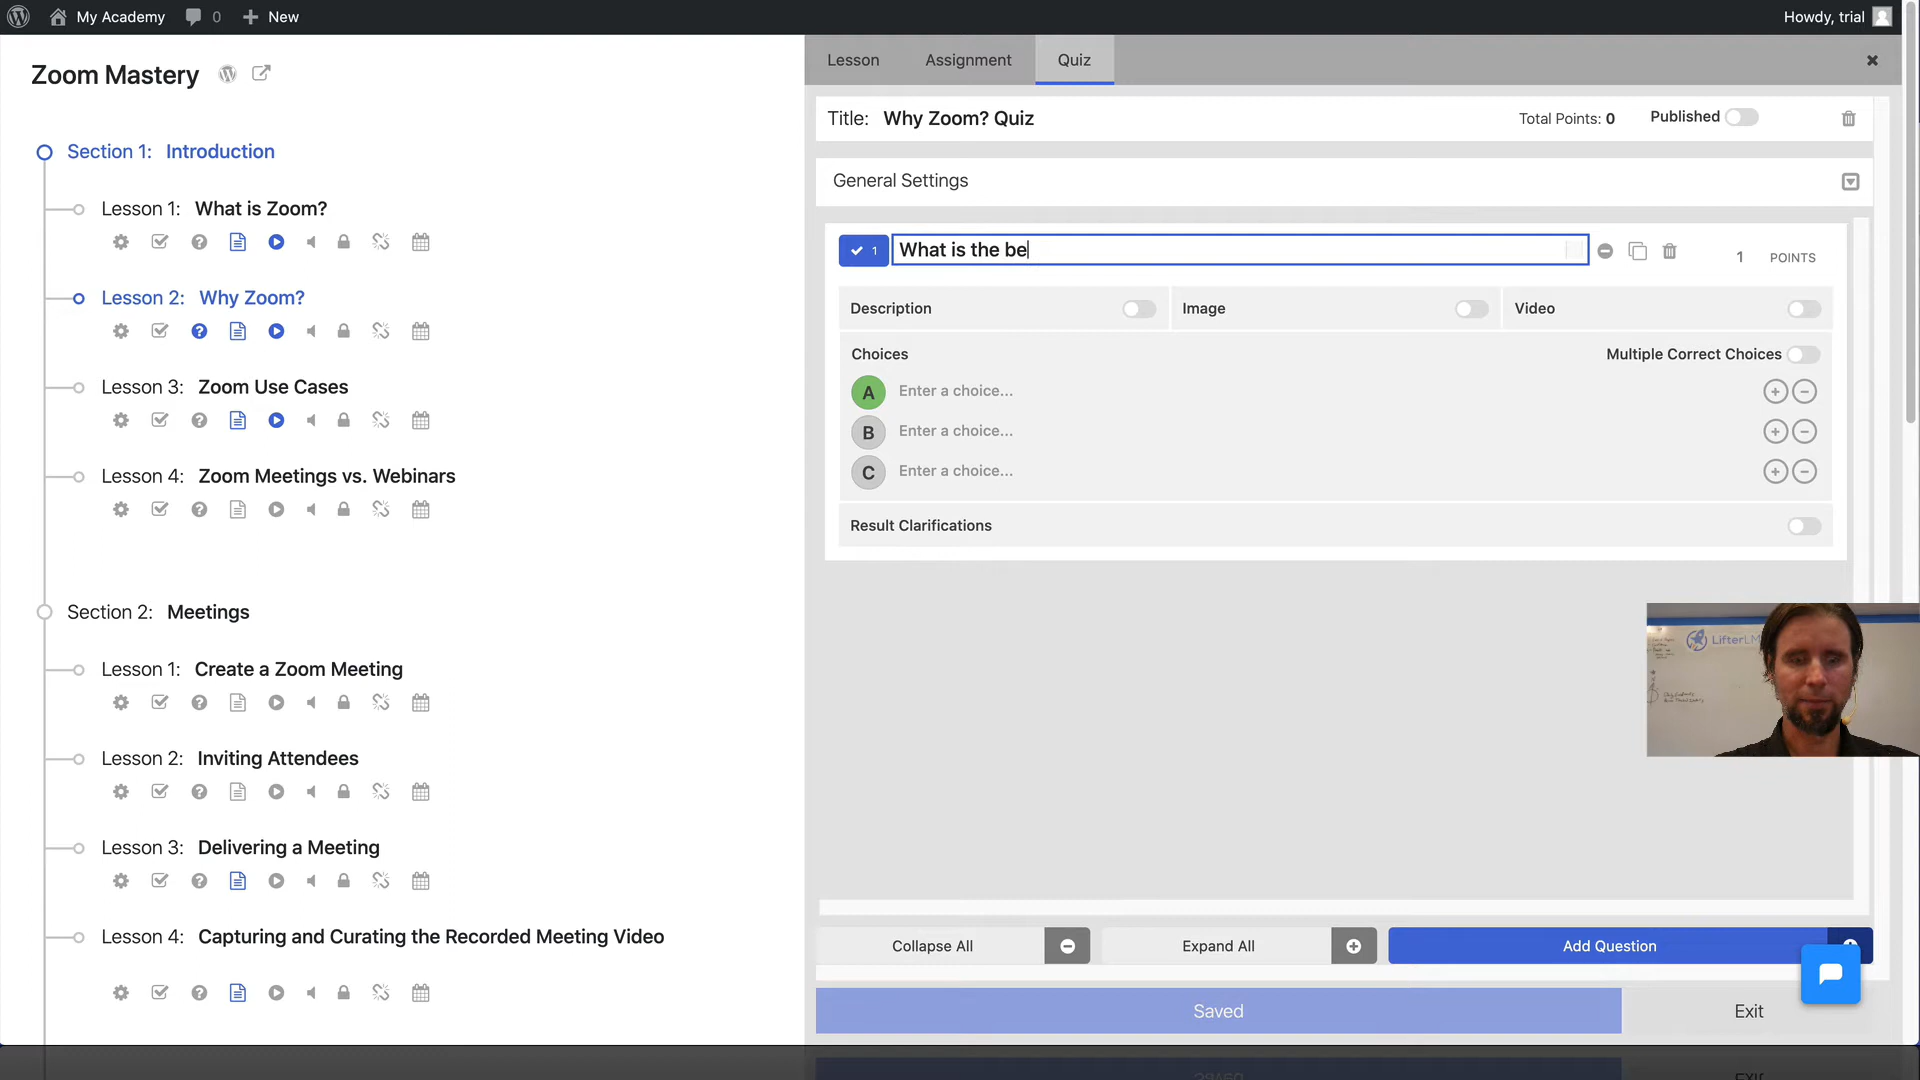 My Academy 0 New Howdy, trial
Zoom Mastery
Lesson Assignment Quiz
Title: Why Zoom? Quiz Total Points: 0 Published
General Settings
1 What is the be 1 POINTS
Description Image Video
Choices Multiple Correct Choices
A Enter a choice...
B Enter a choice...
C Enter a choice...
Result Clarifications
Section 1: Introduction
Lesson 1: What is Zoom?
Lesson 2: Why Zoom?
Lesson 3: Zoom Use Cases
Lesson 4: Zoom Meetings vs. Webinars
Section 2: Meetings
Lesson 1: Create a Zoom Meeting
Lesson 2: Inviting Attendees
Lesson 3: Delivering a Meeting
Lesson 4: Capturing and Curating the Recorded Meeting Video
Collapse All Expand All Add Question
Saved Exit